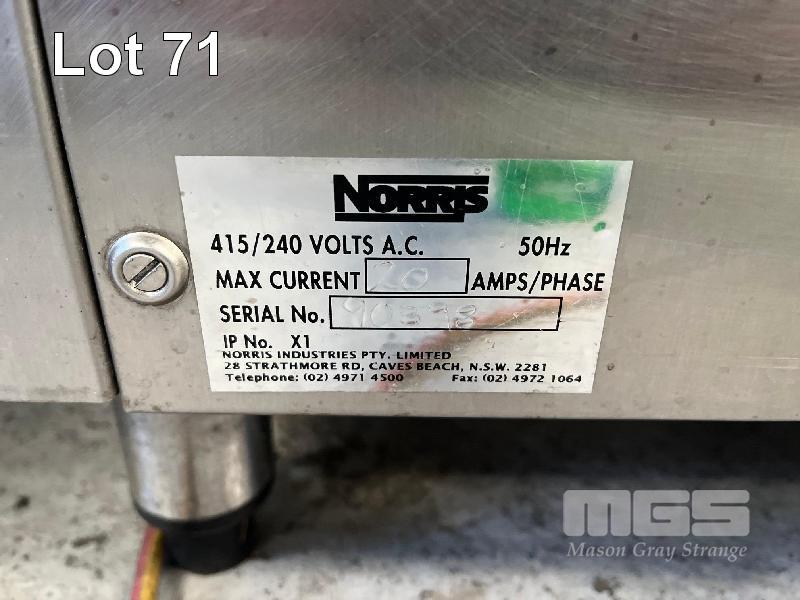 Lot 71
NORRIS
415/240 VOLTS A.C. 50Hz
MAX CURRENT 20 AMPS/PHASE
SERIAL No. 90398
IP No. X1
NORRIS INDUSTRIES PTY. LIMITED
28 STRATHMORE RD, CAVES BEACH, N.S.W. 2281
Telephone: (02) 4971 4500 Fax: (02) 4972 1064
MGS
Mason Gray Strange